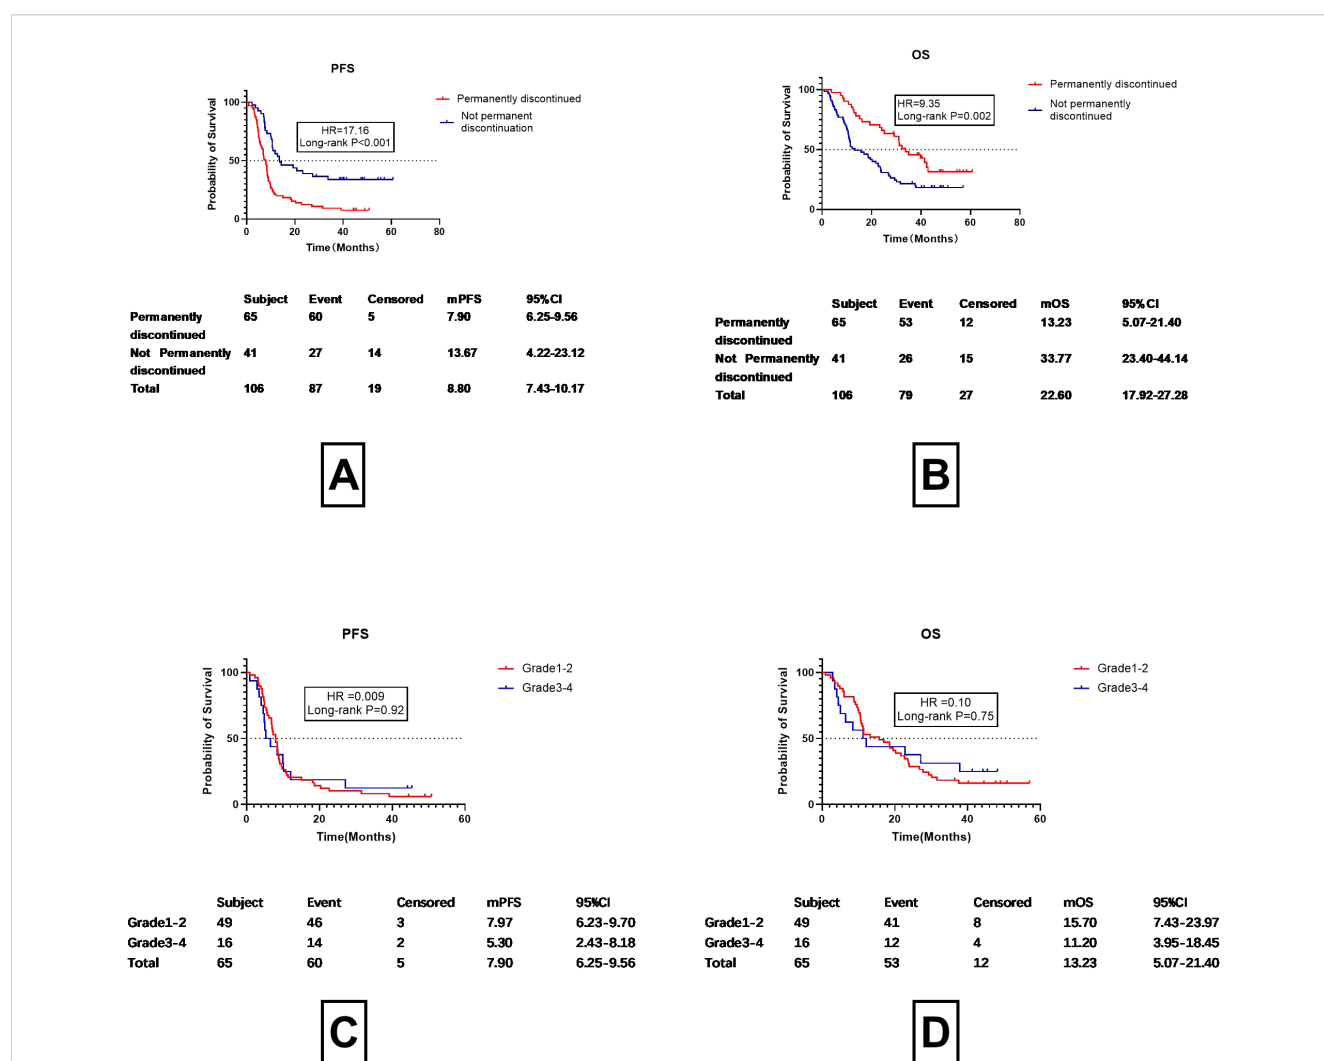 PFS
100
50
0
0 20 40 60 80
Probability of Survival
Time(Months)
HR=17.16
Long-rank P<0.001
Permanently discontinued
Not permanent
discontinuation
Subject Event Censored mPFS 95%CI
Permanently
discontinued 65 60 5 7.90 6.25-9.56
Not Permanently
discontinued 41 27 14 13.67 4.22-23.12
Total 106 87 19 8.80 7.43-10.17
A
OS
100
50
0
0 20 40 60 80
Probability of Survival
Time(Months)
HR=9.35
Long-rank P=0.002
Permanently discontinued
Not permanently
discontinued
Subject Event Censored mOS 95%CI
Permanently
discontinued 65 53 12 13.23 5.07-21.40
Not Permanently
discontinued 41 26 15 33.77 23.40-44.14
Total 106 79 27 22.60 17.92-27.28
B
PFS
100
50
0
0 20 40 60
Probability of Survival
Time(Months)
HR =0.009
Long-rank P=0.92
Grade1-2
Grade3-4
Subject Event Censored mPFS 95%CI
Grade1-2 49 46 3 7.97 6.23-9.70
Grade3-4 16 14 2 5.30 2.43-8.18
Total 65 60 5 7.90 6.25-9.56
C
OS
100
50
0
0 20 40 60
Probability of Survival
Time(Months)
HR =0.10
Long-rank P=0.75
Grade1-2
Grade3-4
Subject Event Censored mOS 95%CI
Grade1-2 49 41 8 15.70 7.43-23.97
Grade3-4 16 12 4 11.20 3.95-18.45
Total 65 53 12 13.23 5.07-21.40
D